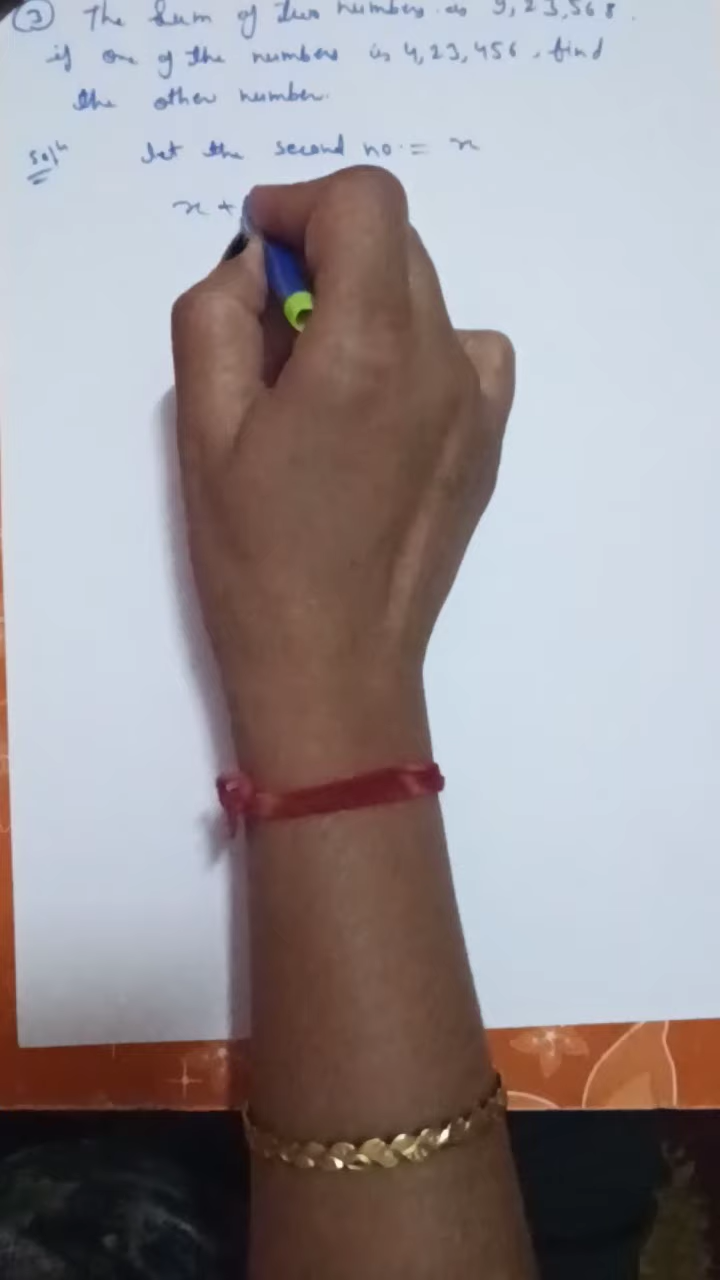 ③ The sum of two numbers is 9,23,568.
if one of the numbers is 4,23,456, find
the other number.
Solⁿ let the second no. = x
x +